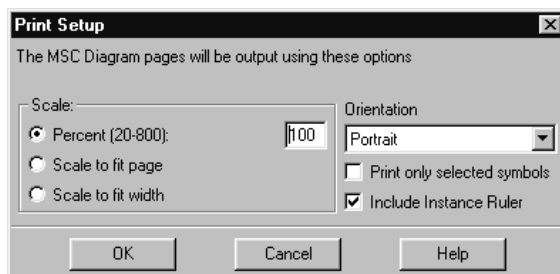 Print Setup
The MSC Diagram pages will be output using these options
Scale:
Percent (20-800): 100
Scale to fit page
Scale to fit width
Orientation
Portrait
Print only selected symbols
Include Instance Ruler
OK Cancel Help